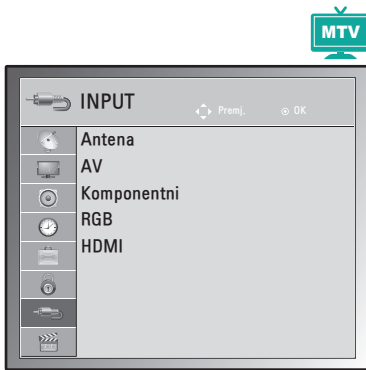 MTV
INPUT Premj. OK
Antena
AV
Komponentni
RGB
HDMI